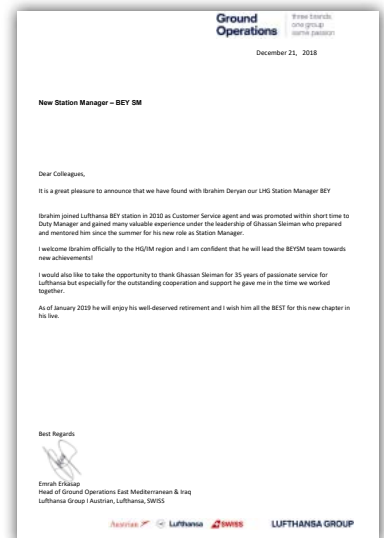 Ground
Operations
three brands
one group
same passion
December 21, 2018
New Station Manager – BEY SM
Dear Colleagues,
It is a great pleasure to announce that we have found with Ibrahim Deryan our LHG Station Manager BEY
Ibrahim joined Lufthansa BEY station in 2010 as Customer Service agent and was promoted within short time to
Duty Manager and gained many valuable experience under the leadership of Ghassan Sleiman who prepared
and mentored him since the summer for his new role as Station Manager.
I welcome Ibrahim officially to the HG/IM region and I am confident that he will lead the BEYSM team towards
new achievements!
I would also like to take the opportunity to thank Ghassan Sleiman for 35 years of passionate service for
Lufthansa but especially for the outstanding cooperation and support he gave me in the time we worked
together.
As of January 2019 he will enjoy his well-deserved retirement and I wish him all the BEST for this new chapter in
his live.
Best Regards
Emrah Erkasap
Head of Ground Operations East Mediterranean & Iraq
Lufthansa Group I Austrian, Lufthansa, SWISS
Austrian Lufthansa SWISS LUFTHANSA GROUP